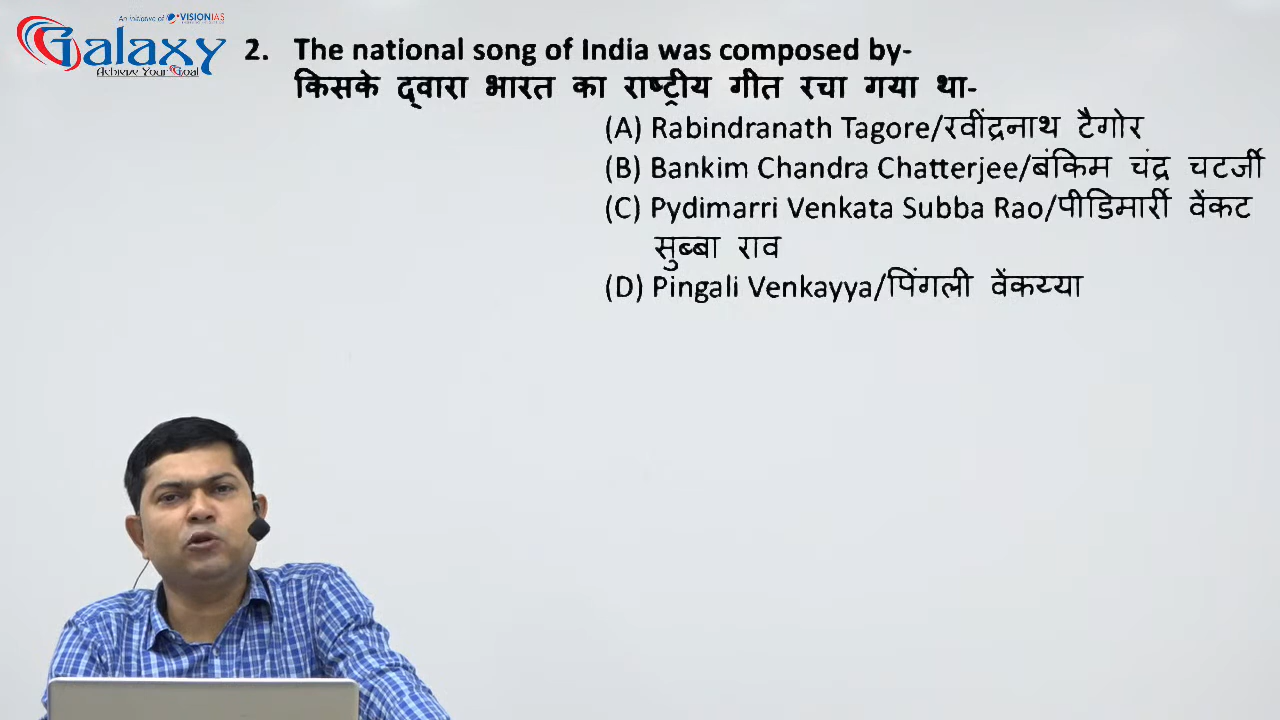 An initiative of VISIONIAS
Galaxy
Achieve Your Goal
2. The national song of India was composed by-
किसके द्वारा भारत का राष्ट्रीय गीत रचा गया था-
(A) Rabindranath Tagore/रवींद्रनाथ टैगोर
(B) Bankim Chandra Chatterjee/बंकिम चंद्र चटर्जी
(C) Pydimarri Venkata Subba Rao/पीडिमार्री वेंकट
सुब्बा राव
(D) Pingali Venkayya/पिंगली वेंकय्या